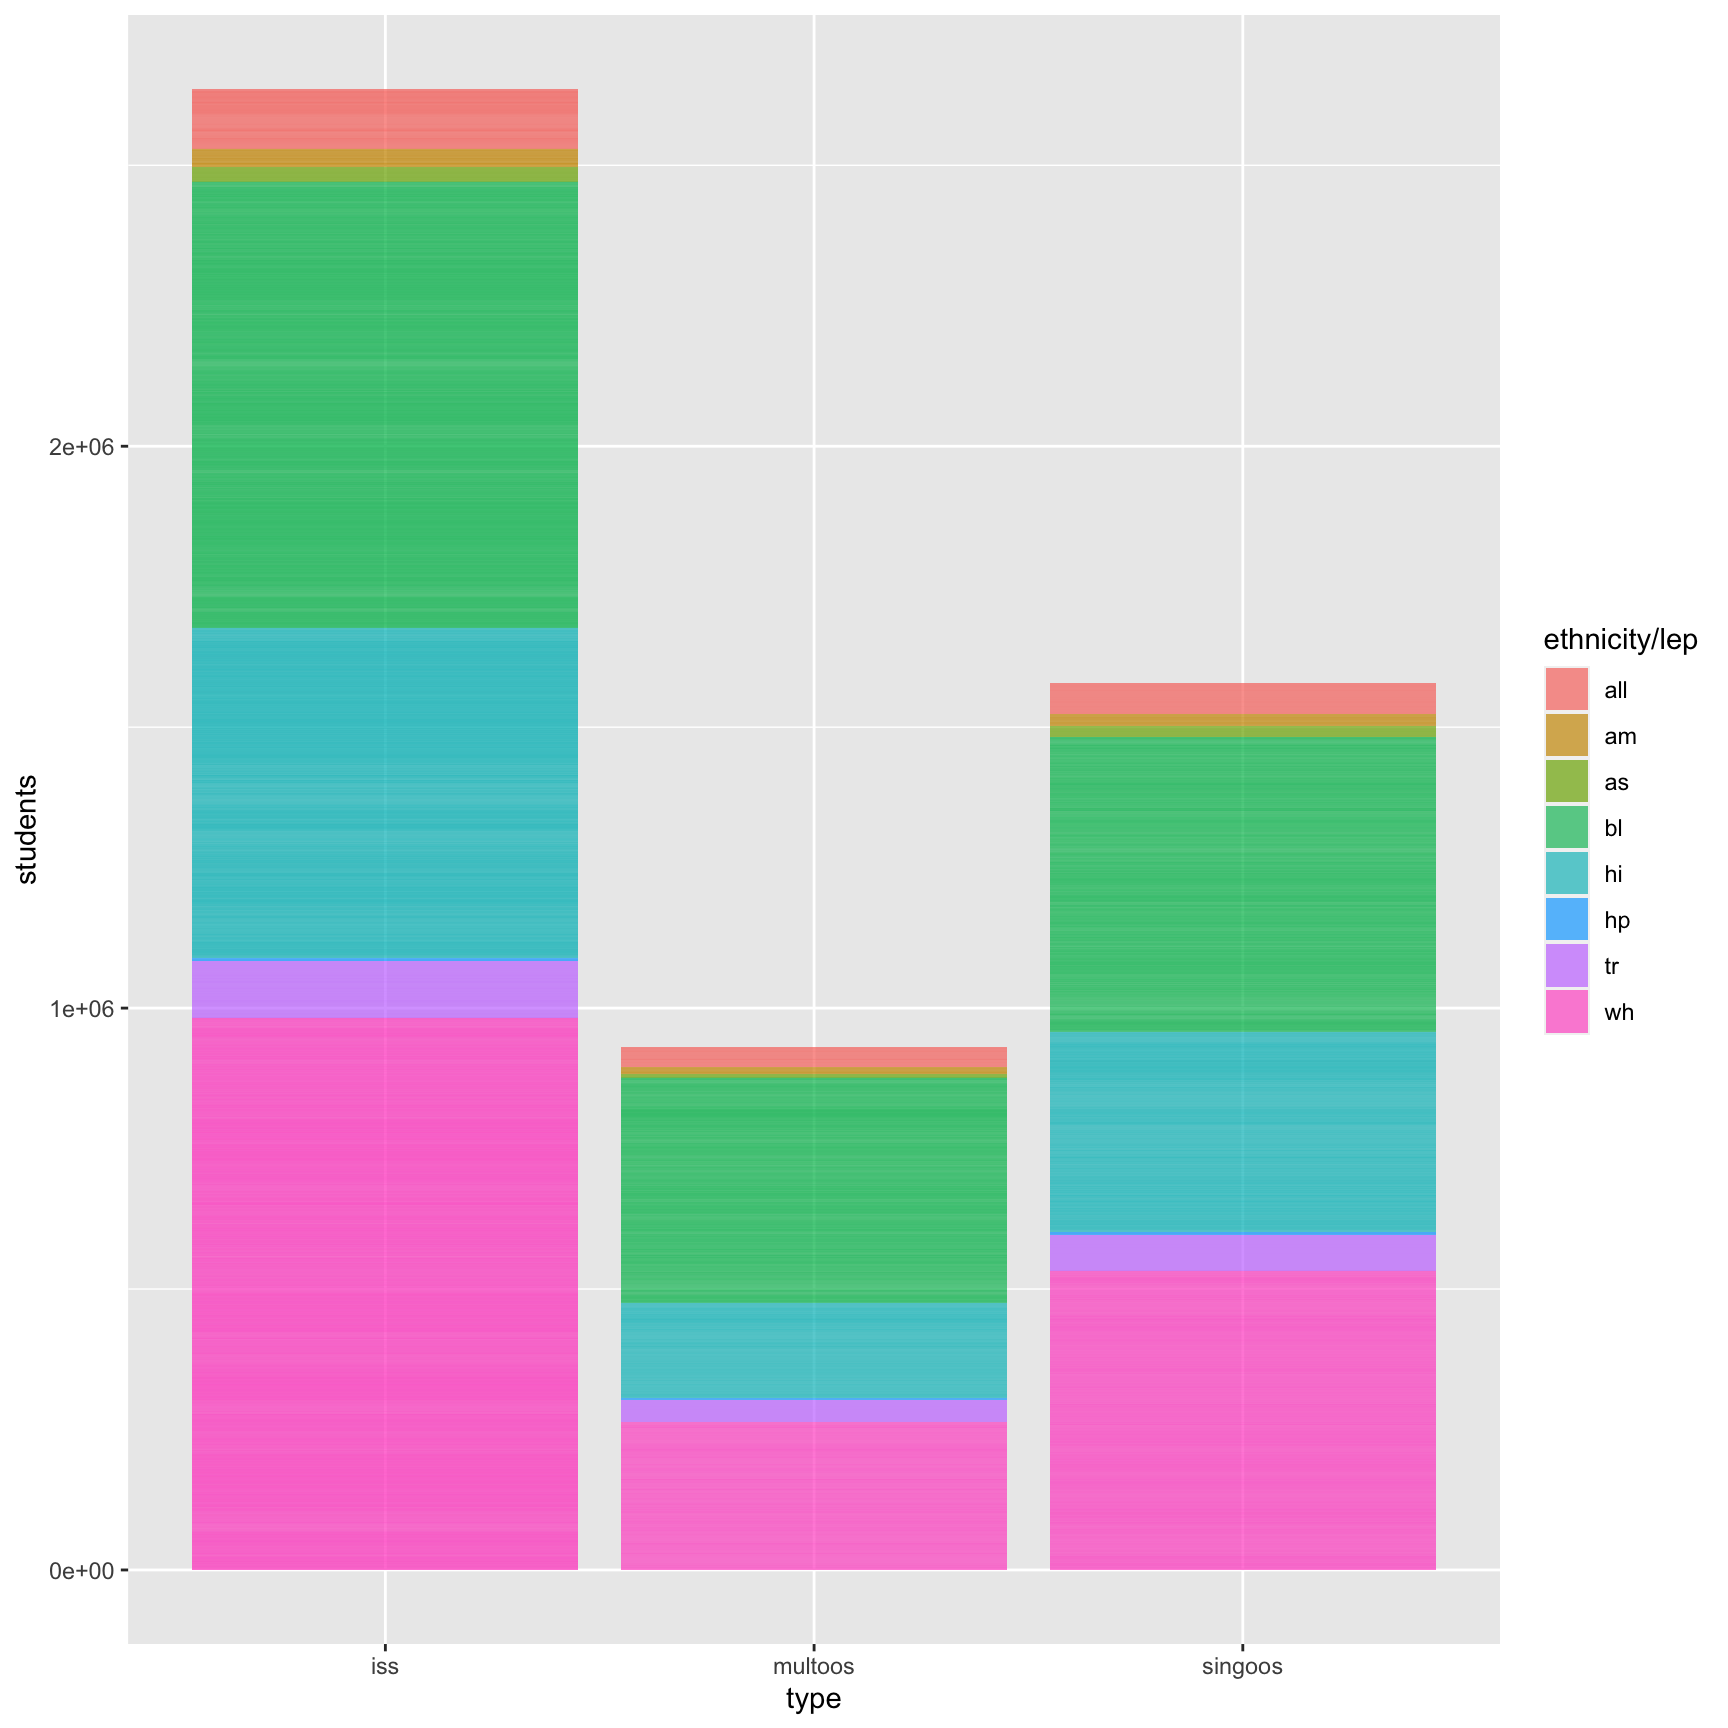 students
2e+06
1e+06
0e+00
iss
multoos
singoos
type
ethnicity/lep
all
am
as
bl
hi
hp
tr
wh